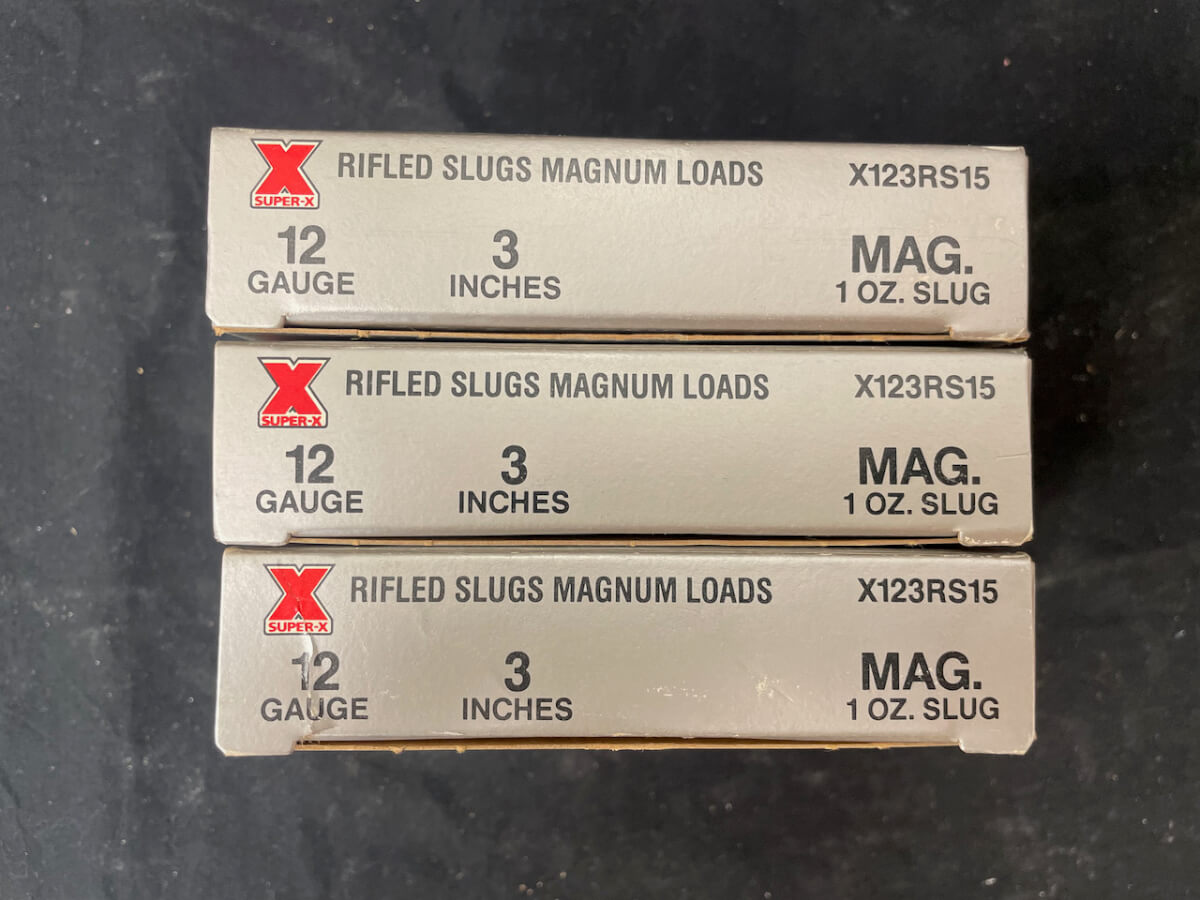 X RIFLED SLUGS MAGNUM LOADS X123RS15
SUPER-X
12 3 MAG.
GAUGE INCHES 1 OZ. SLUG
X RIFLED SLUGS MAGNUM LOADS X123RS15
SUPER-X
12 3 MAG.
GAUGE INCHES 1 OZ. SLUG
X RIFLED SLUGS MAGNUM LOADS X123RS15
SUPER-X
12 3 MAG.
GAUGE INCHES 1 OZ. SLUG